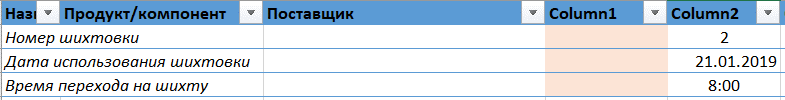 Назв Продукт/компонент Поставщик Column1 Column2
Номер шихтовки 2
Дата использования шихтовки 21.01.2019
Время перехода на шихту 8:00